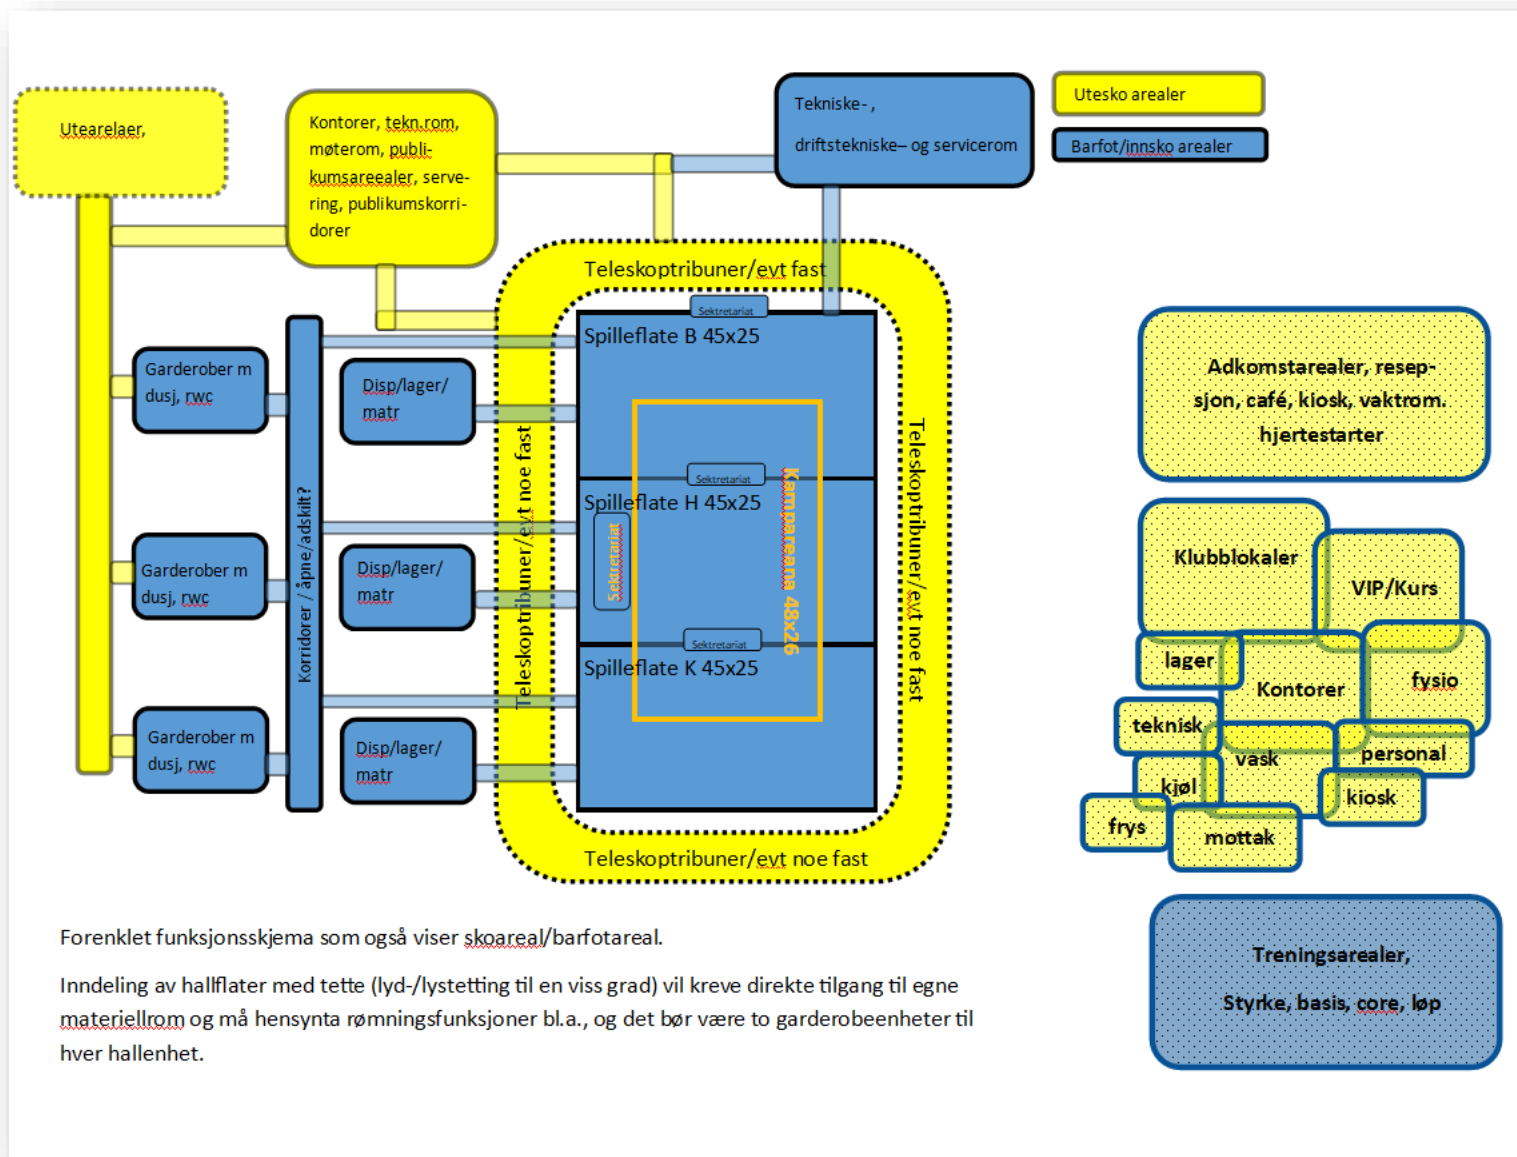 Utearelaer,
Kontorer, tekn.rom,
møterom, publi-
kumsareealer, serve-
ring, publikumskorri-
dorer
Tekniske- ,
driftstekniske– og servicerom
Utesko arealer
Barfot/innsko arealer
Teleskoptribuner/evt fast
Sektretariat
Spilleflate B 45x25
Garderober m
dusj, rwc
Disp/lager/
matr
Korridorer / åpne/adskilt?
Teleskoptribuner/evt noe fast
Sektretariat
Spilleflate H 45x25
Sektretariat
Kampareana 48x26
Teleskoptribuner/evt noe fast
Garderober m
dusj, rwc
Disp/lager/
matr
Sektretariat
Spilleflate K 45x25
Garderober m
dusj, rwc
Disp/lager/
matr
Teleskoptribuner/evt noe fast
Adkomstarealer, resep-
sjon, café, kiosk, vaktrom.
hjertestarter
Klubblokaler
VIP/Kurs
lager
Kontorer
fysio
teknisk
vask
personal
kjøl
kiosk
frys
mottak
Treningsarealer,
Styrke, basis, core, løp
Forenklet funksjonsskjema som også viser skoareal/barfotareal.
Inndeling av hallflater med tette (lyd-/lystetting til en viss grad) vil kreve direkte tilgang til egne
materiellrom og må hensynta rømningsfunksjoner bl.a., og det bør være to garderobeenheter til
hver hallenhet.